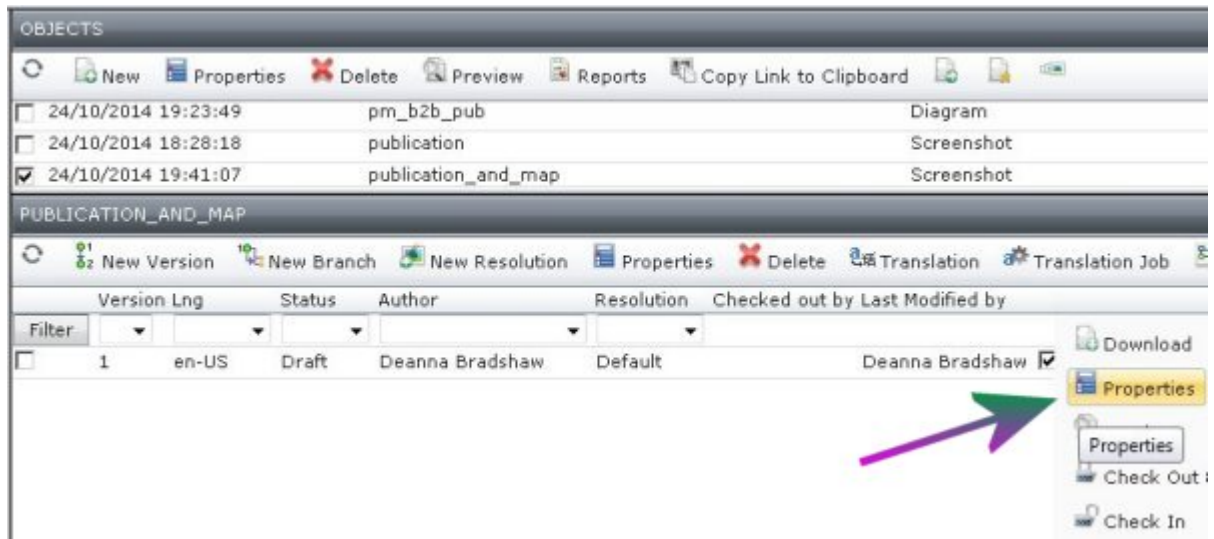 OBJECTS
New Properties Delete Preview Reports Copy Link to Clipboard
24/10/2014 19:23:49 pm_b2b_pub Diagram
24/10/2014 18:28:18 publication Screenshot
24/10/2014 19:41:07 publication_and_map Screenshot
PUBLICATION_AND_MAP
New Version New Branch New Resolution Properties Delete Translation Translation Job
Version Lng Status Author Resolution Checked out by Last Modified by
Filter
1 en-US Draft Deanna Bradshaw Default Deanna Bradshaw
Download
Properties
Properties
Check Out
Check In